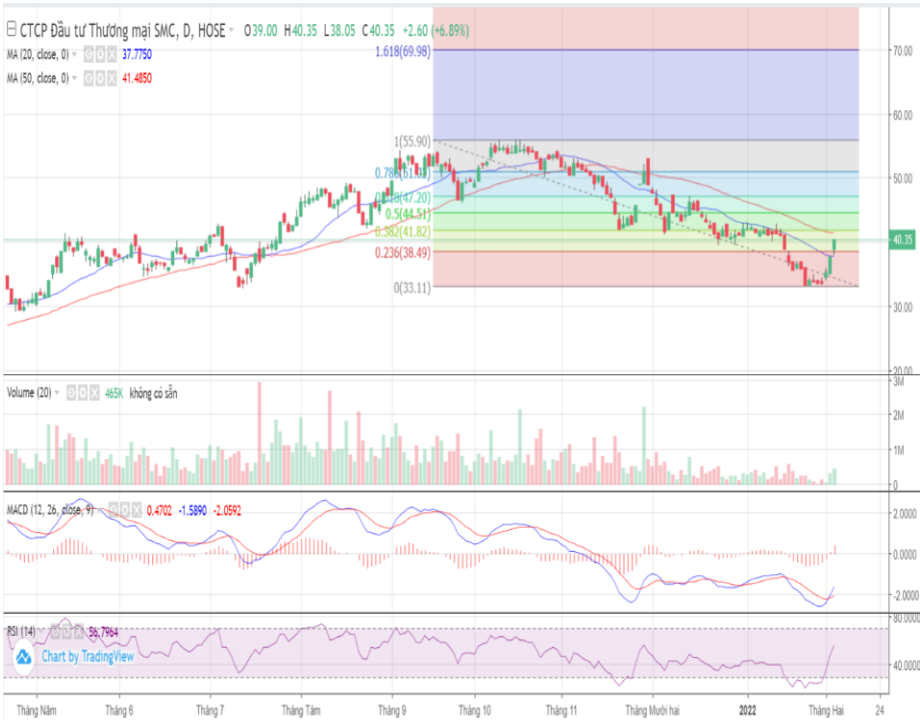 CTCP Đầu tư Thương mại SMC, D, HOSE O39.00 H40.35 L38.05 C40.35 +2.60 (+6.89%)
MA (20, close, 0) 37.7750
MA (50, close, 0) 41.4850
1.618(69.98)
1(55.90)
0.618(47.20)
0.5(44.51)
0.382(41.82)
0.236(38.49)
0(33.11)
70.00
60.00
50.00
40.35
30.00
20.00
Volume (20) 465K không có sẵn
3M
2M
1M
0
MACD (12, 26, close, 9) 0.4702 -1.5890 -2.0592
2.0000
0.0000
-2.0000
RSI (14) 56.7964
80.0000
40.0000
Chart by TradingView
Tháng Năm Tháng 6 Tháng 7 Tháng Tám Tháng 9 Tháng 10 Tháng 11 Tháng Mười hai 2022 Tháng Hai 24